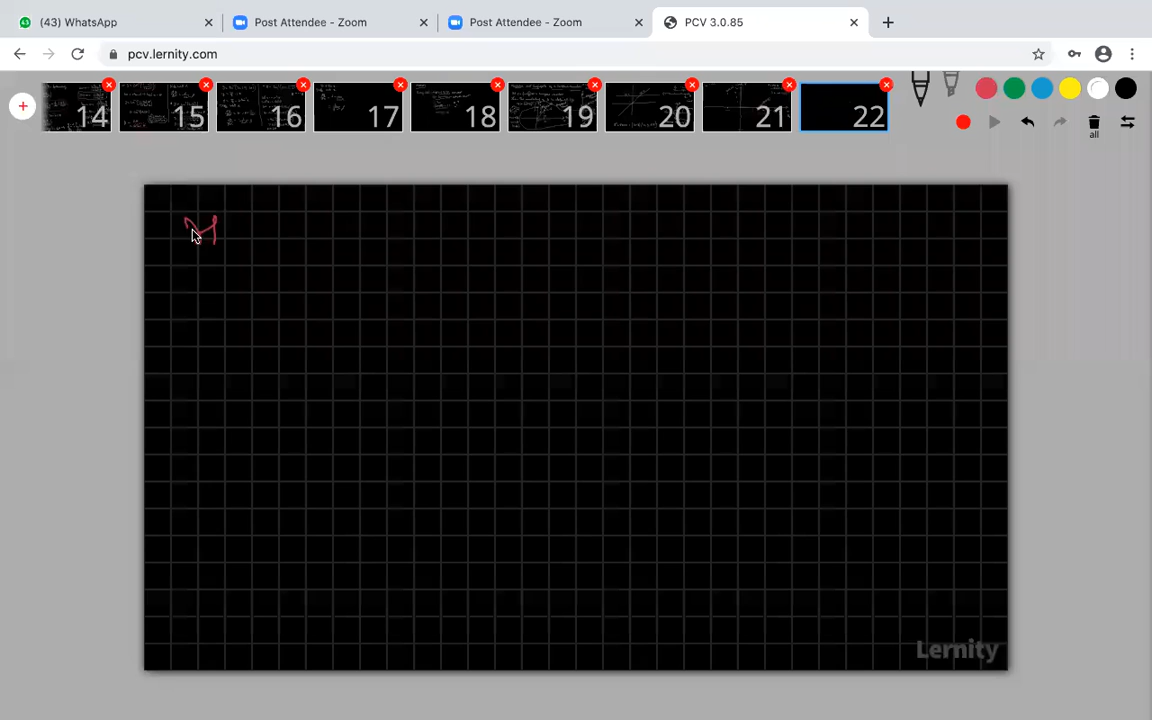 (43) WhatsApp
Post Attendee - Zoom
Post Attendee - Zoom
PCV 3.0.85
pcv.lernity.com
14 15 16 17 18 19 20 21 22
all
Lernity